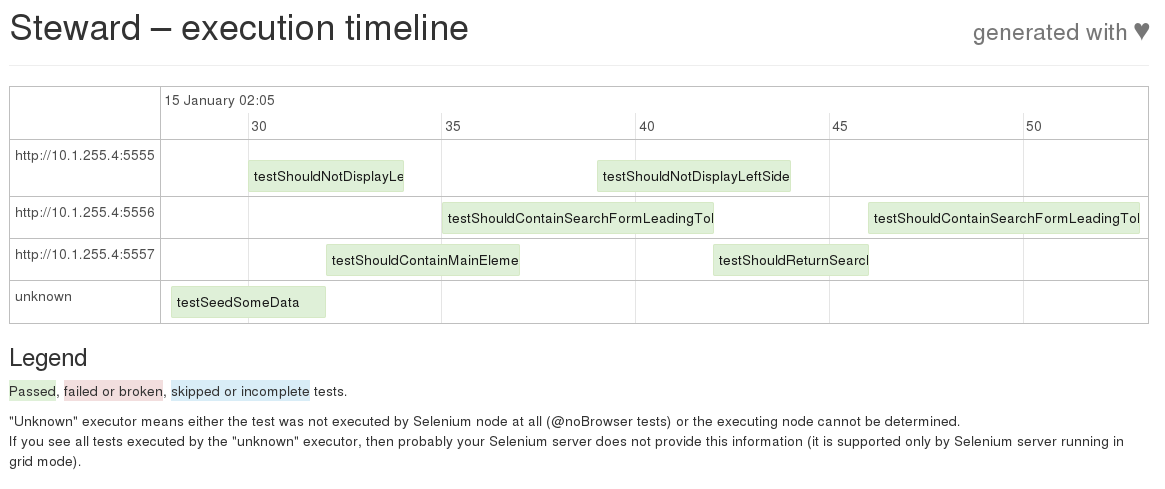 Steward – execution timeline
generated with ♥
15 January 02:05
30 35 40 45 50
http://10.1.255.4:5555
testShouldNotDisplayLe testShouldNotDisplayLeftSide
http://10.1.255.4:5556
testShouldContainSearchFormLeadingTol testShouldContainSearchFormLeadingTol
http://10.1.255.4:5557
testShouldContainMainEleme testShouldReturnSearcl
unknown
testSeedSomeData
Legend
Passed, failed or broken, skipped or incomplete tests.
"Unknown" executor means either the test was not executed by Selenium node at all (@noBrowser tests) or the executing node cannot be determined.
If you see all tests executed by the "unknown" executor, then probably your Selenium server does not provide this information (it is supported only by Selenium server running in
grid mode).